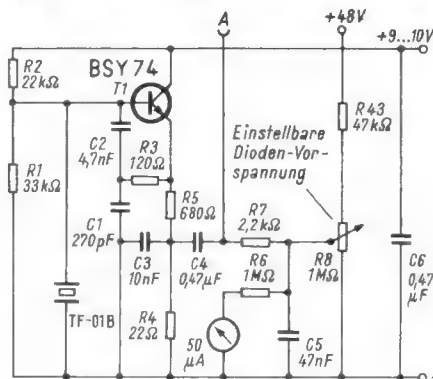 A
+48V
+9...10V
R2
22kΩ
BSY 74
T1
R43
47kΩ
C2
4,7nF
R3
120Ω
Einstellbare
Dioden-Vor-
spannung
R1
33kΩ
R5
680Ω
R7
2,2kΩ
C1
270pF
C3
10nF
C4
0,47µF
R6
1MΩ
R8
1MΩ
C6
0,47
µF
TF-01B
R4
22Ω
50
µA
C5
47nF